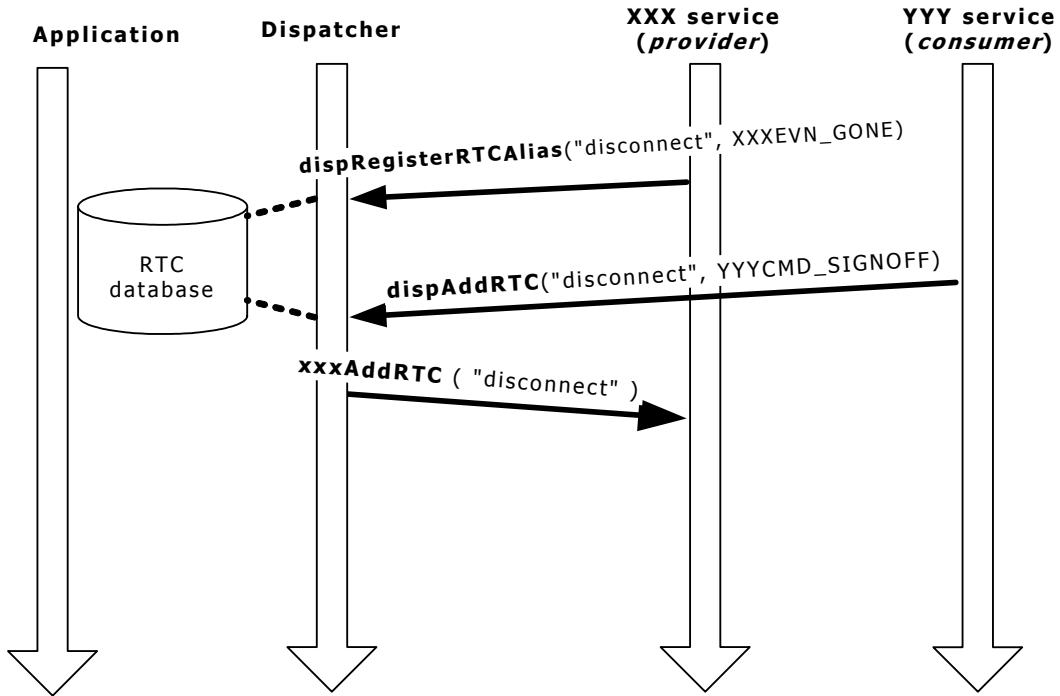 Application
Dispatcher
XXX service
(provider)
YYY service
(consumer)
dispRegisterRTCAlias("disconnect", XXXEVN_GONE)
RTC
database
dispAddRTC("disconnect", YYYCMD_SIGNOFF)
xxxAddRTC ( "disconnect" )